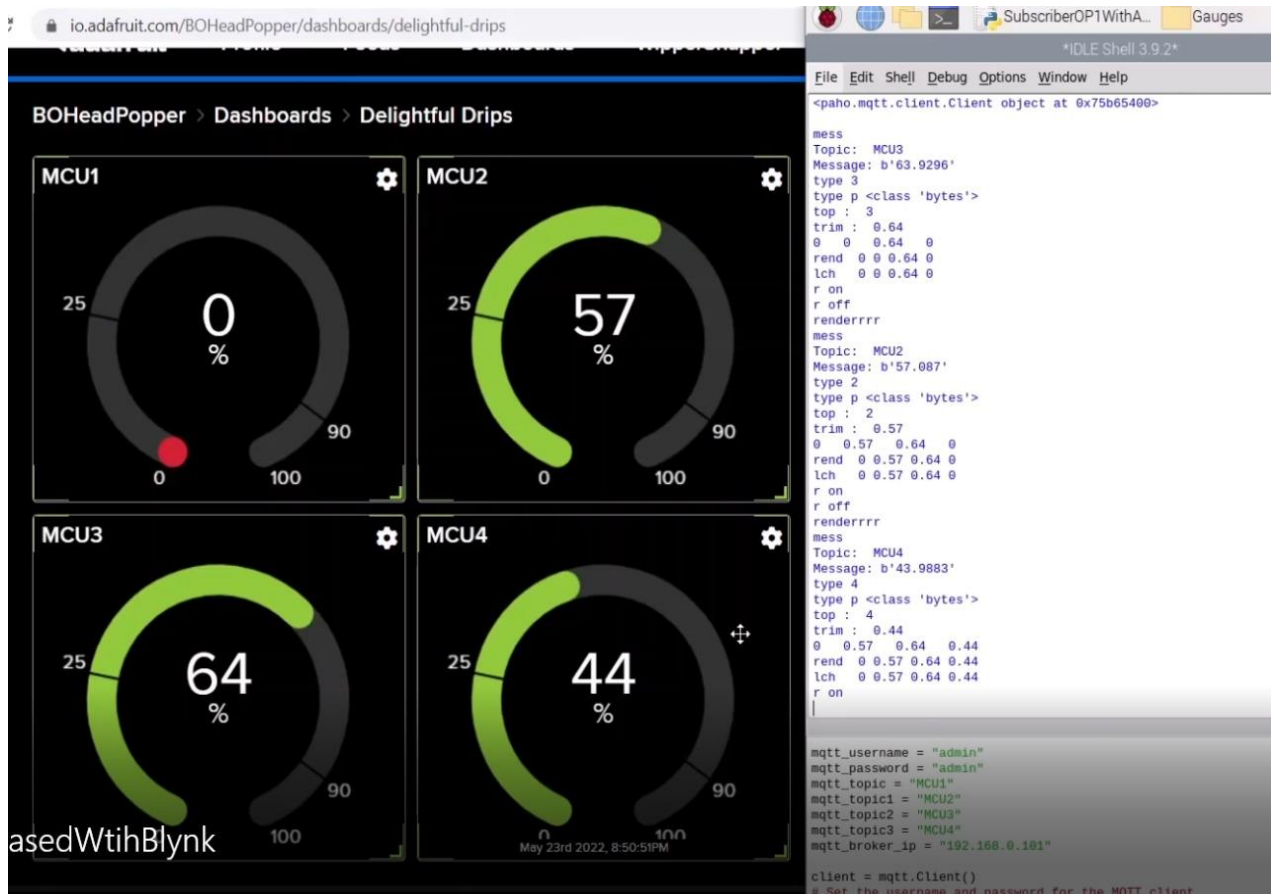 io.adafruit.com/BOHeadPopper/dashboards/delightful-drips
BOHeadPopper > Dashboards > Delightful Drips
MCU1
25
0
%
90
0
100
MCU2
25
57
%
90
0
100
MCU3
25
64
%
90
100
MCU4
25
44
%
90
0
100
May 23rd 2022, 8:50:51PM
asedWtihBlynk
SubscriberOP1WithA...
Gauges
*IDLE Shell 3.9.2*
File Edit Shell Debug Options Window Help
<paho.mqtt.client.Client object at 0x75b65400>
mess
Topic: MCU3
Message: b'63.9296'
type 3
type p <class 'bytes'>
top : 3
trim : 0.64
0 0 0.64 0
rend 0 0 0.64 0
lch 0 0 0.64 0
r on
r off
renderrrr
mess
Topic: MCU2
Message: b'57.087'
type 2
type p <class 'bytes'>
top : 2
trim : 0.57
0 0.57 0.64 0
rend 0 0.57 0.64 0
lch 0 0.57 0.64 0
r on
r off
renderrrr
mess
Topic: MCU4
Message: b'43.9883'
type 4
type p <class 'bytes'>
top : 4
trim : 0.44
0 0.57 0.64 0.44
rend 0 0.57 0.64 0.44
lch 0 0.57 0.64 0.44
r on
mqtt_username = "admin"
mqtt_password = "admin"
mqtt_topic = "MCU1"
mqtt_topic1 = "MCU2"
mqtt_topic2 = "MCU3"
mqtt_topic3 = "MCU4"
mqtt_broker_ip = "192.168.0.101"
client = mqtt.Client()
# Set the username and password for the MQTT client